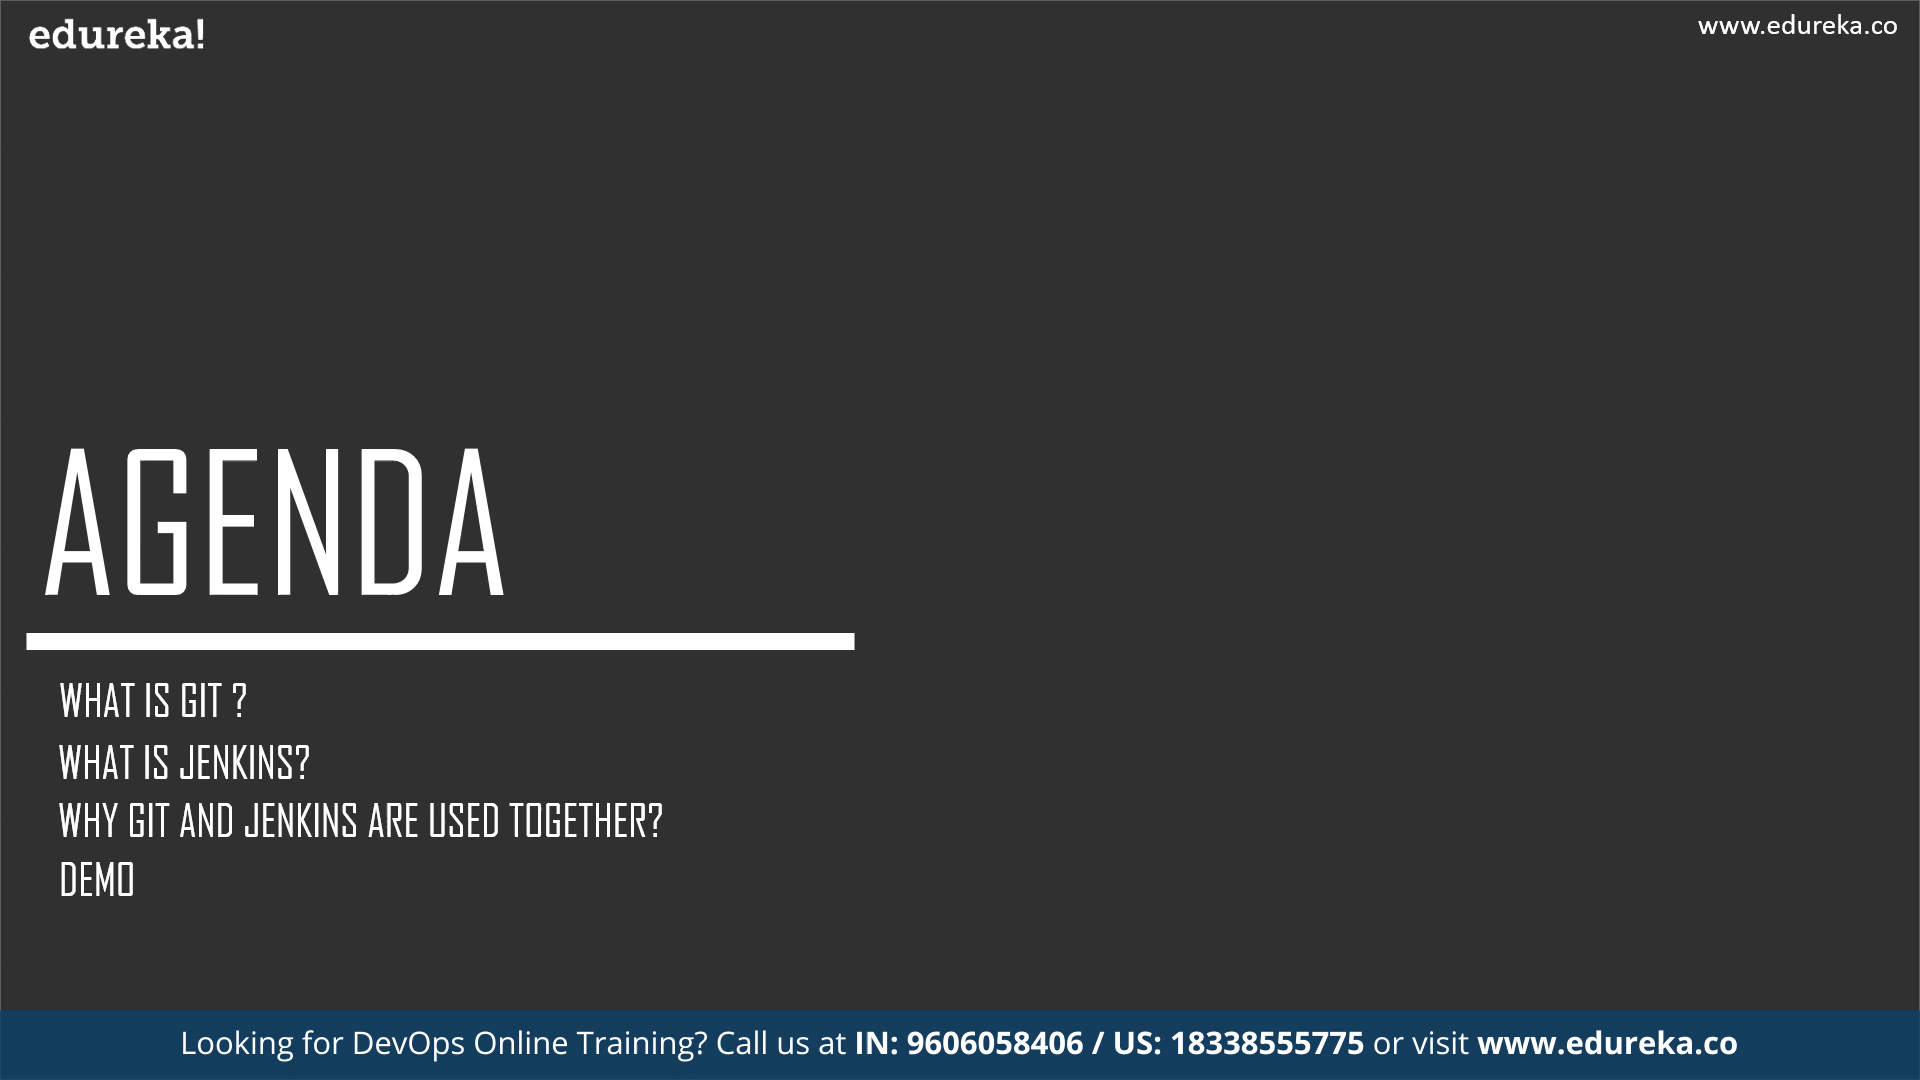 edureka!
www.edureka.co
AGENDA
WHAT IS GIT ?
WHAT IS JENKINS?
WHY GIT AND JENKINS ARE USED TOGETHER?
DEMO
Looking for DevOps Online Training? Call us at IN: 9606058406 / US: 18338555775 or visit www.edureka.co